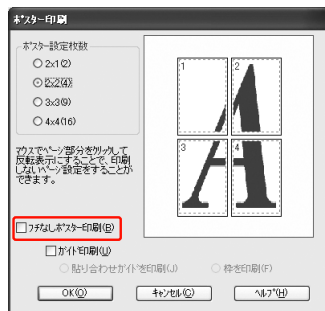 ポスター印刷
ポスター設定枚数
2x1(2)
2x2(4)
3x3(9)
4x4(16)
1
2
3
4
マウスでページ部分をクリックして
反転表示にすることで、印刷
しないページ設定をすることが
できます。
フチなしポスター印刷(B)
ガイド印刷(U)
貼り合わせガイドを印刷(J)
枠を印刷(F)
OK(O)
キャンセル(C)
ヘルプ(H)